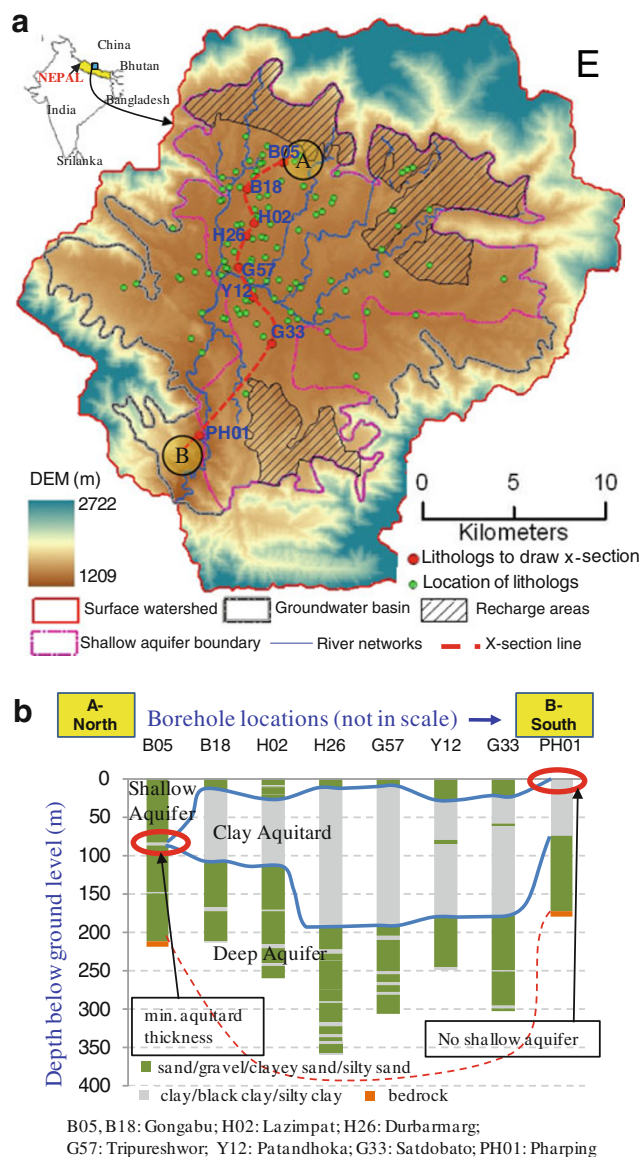 a
China
NEPAL
Bhutan
India
Bangladesh
Srilanka
E
B05
A
B18
H02
H26
G57
Y12
G33
PH01
B
DEM (m)
2722
1209
0 5 10
Kilometers
Lithologs to draw x-section
Location of lithologs
Surface watershed
Groundwater basin
Recharge areas
Shallow aquifer boundary
River networks
X-section line
b
A-
North
Borehole locations (not in scale)
B-
South
B05 B18 H02 H26 G57 Y12 G33 PH01
Depth below ground level (m)
0
50
100
150
200
250
300
350
400
Shallow
Aquifer
Clay Aquitard
Deep Aquifer
min. aquitard
thickness
No shallow aquifer
sand/gravel/clayey sand/silty sand
clay/black clay/silty clay
bedrock
B05, B18: Gongabu; H02: Lazimpat; H26: Durbarmarg;
G57: Tripureshwor; Y12: Patandhoka; G33: Satdobato; PH01: Pharping